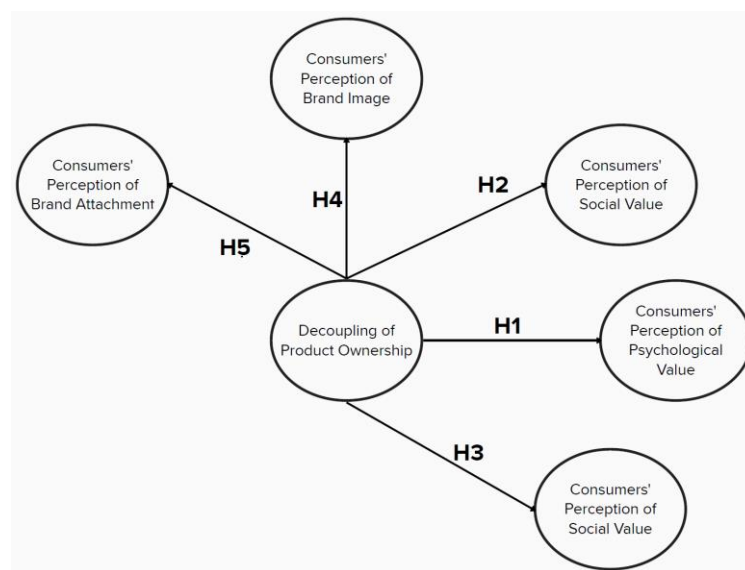 Consumers'
Perception of
Brand Image
Consumers'
Perception of
Brand Attachment
Consumers'
Perception of
Social Value
H2
H4
H5
Decoupling of
Product Ownership
H1
Consumers'
Perception of
Psychological
Value
H3
Consumers'
Perception of
Social Value